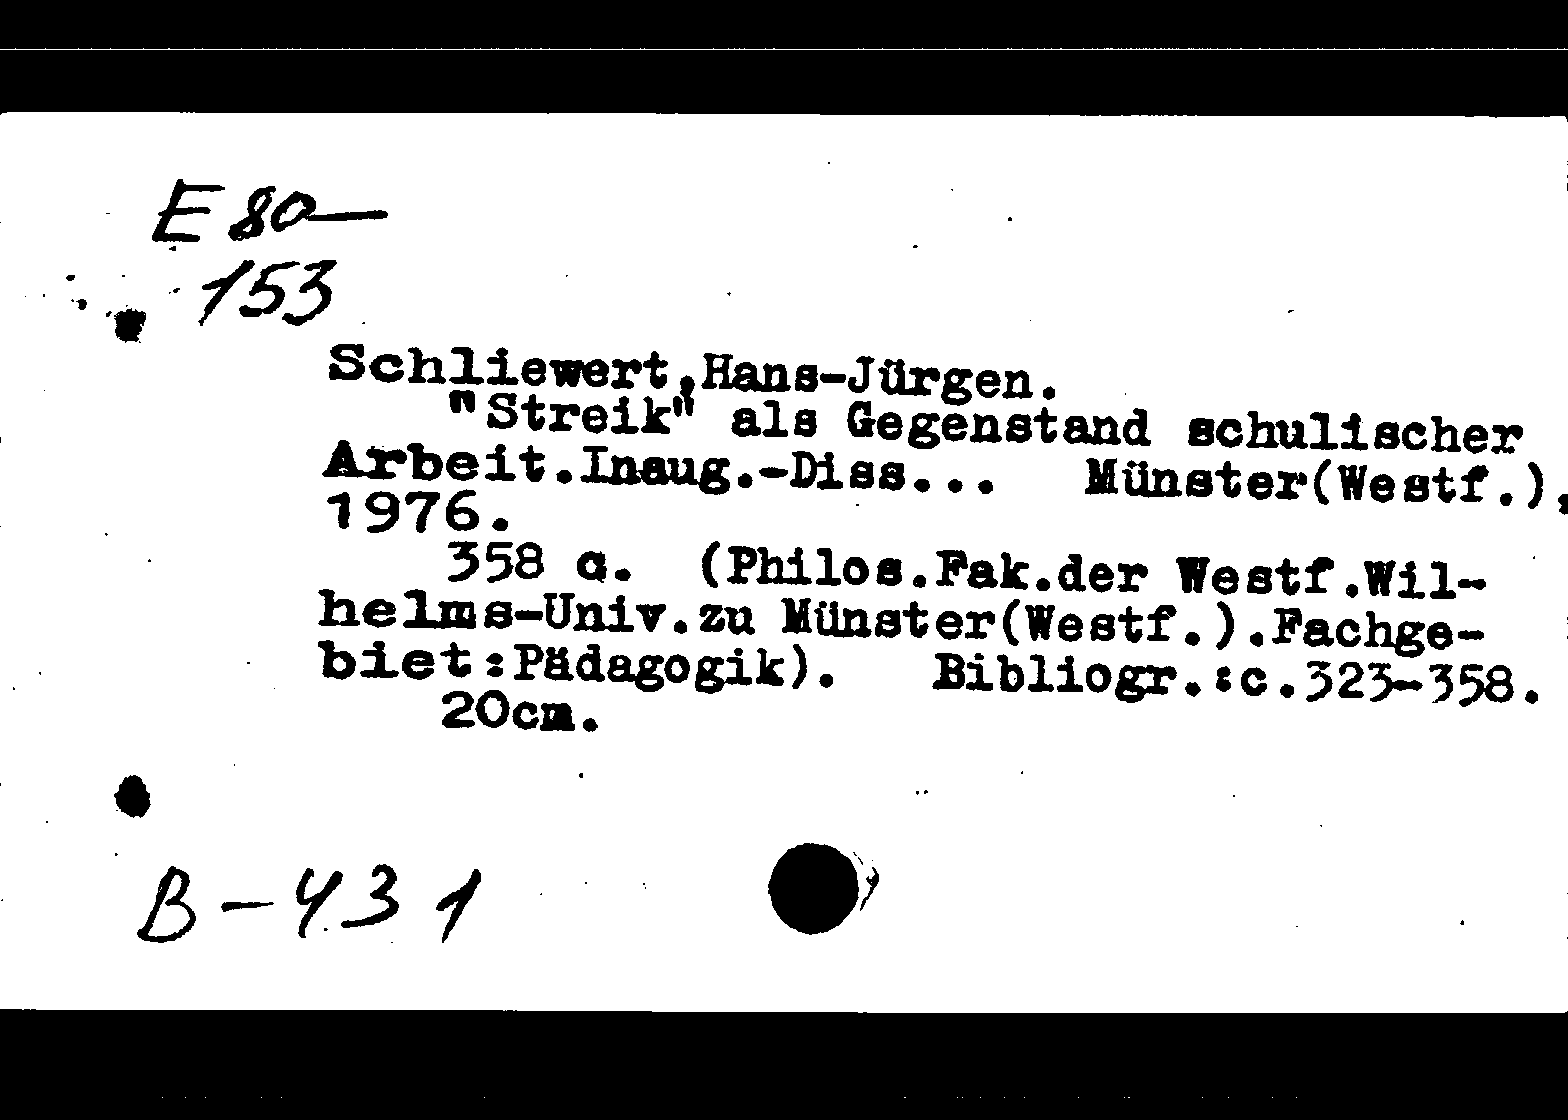 E 80—
153
Schliewert,Hans-Jürgen.
"Streik" als Gegenstand schulischer
Arbeit.Inaug.-Diss... Münster(Westf.),
1976.
358 c. (Philos.Fak.der Westf.Wil-
helms-Univ.zu Münster(Westf.).Fachge-
biet:Pädagogik). Bibliogr.:c.323-358.
20cm.
B-431